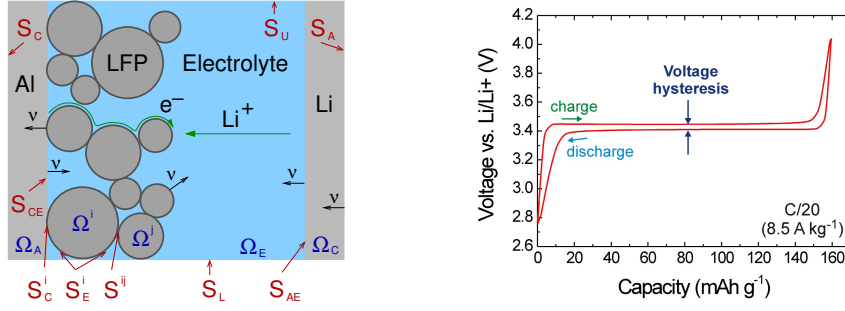 S_C
S_U
S_A
LFP
Electrolyte
Al
Li
e⁻
Li⁺
ν
ν
ν
ν
ν
S_CE
Ω^i
Ω^j
Ω_A
Ω_E
Ω_C
S_C^i
S_E^i
S^ij
S_L
S_AE
Voltage vs. Li/Li+ (V)
4.2
4.0
3.8
3.6
3.4
3.2
3.0
2.8
2.6
Voltage
hysteresis
charge
discharge
C/20
(8.5 A kg⁻¹)
0 20 40 60 80 100 120 140 160
Capacity (mAh g⁻¹)